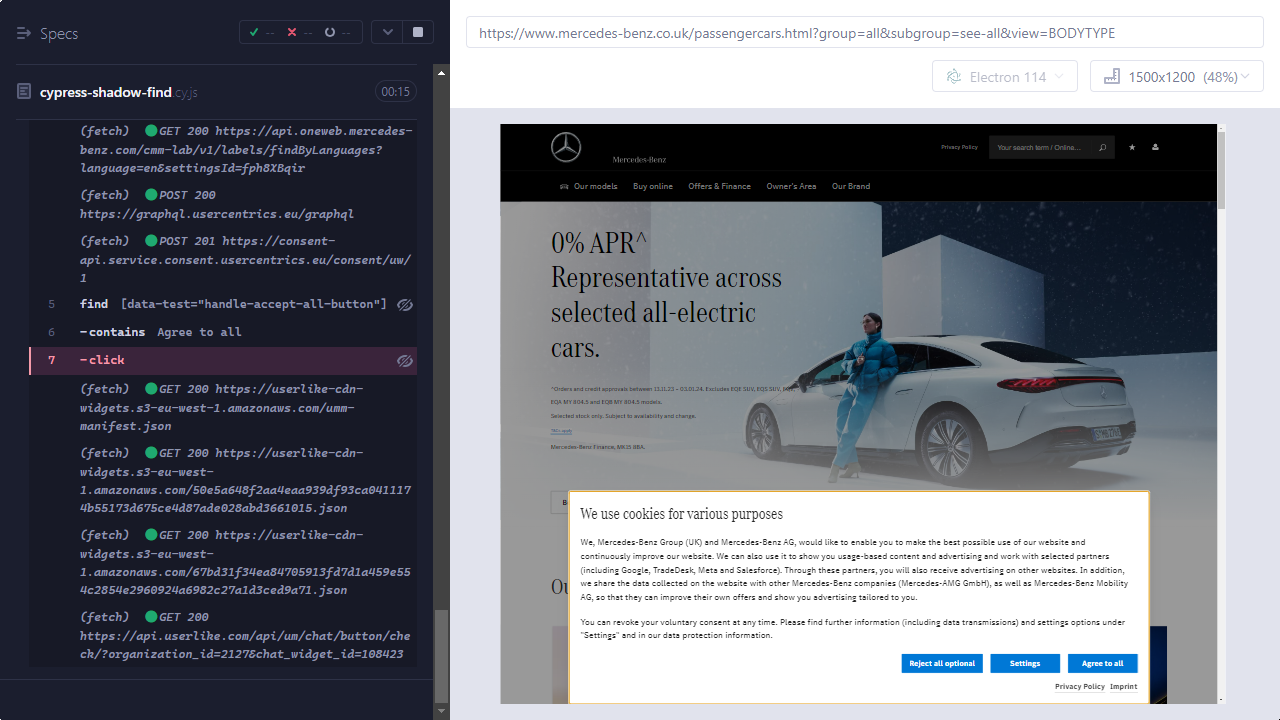 Specs
-- -- --
cypress-shadow-find.cy.js
00:15
(fetch) GET 200 https://api.oneweb.mercedes-
benz.com/cmm-lab/v1/labels/findByLanguages?
language=en&settingsId=fph8XBqir
(fetch) POST 200
https://graphql.usercentrics.eu/graphql
(fetch) POST 201 https://consent-
api.service.consent.usercentrics.eu/consent/uw/
1
5 find [data-test="handle-accept-all-button"]
6 -contains Agree to all
7 -click
(fetch) GET 200 https://userlike-cdn-
widgets.s3-eu-west-1.amazonaws.com/umm-
manifest.json
(fetch) GET 200 https://userlike-cdn-
widgets.s3-eu-west-
1.amazonaws.com/50e5a648f2aa4eaa939df93ca041117
4b55173d675ce4d87ade028abd3661015.json
(fetch) GET 200 https://userlike-cdn-
widgets.s3-eu-west-
1.amazonaws.com/67bd31f34ea84705913fd7d1a459e55
4c2854e2960924a6982c27a1d3ced9a71.json
(fetch) GET 200
https://api.userlike.com/api/um/chat/button/che
ck/?organization_id=2127&chat_widget_id=108423
https://www.mercedes-benz.co.uk/passengercars.html?group=all&subgroup=see-all&view=BODYTYPE
Electron 114
1500x1200 (48%)
Mercedes-Benz
Privacy Policy
Your search term / Online...
Our models Buy online Offers & Finance Owner's Area Our Brand
0% APR^
Representative across
selected all-electric
cars.
^Orders and credit approvals between 13.11.23 – 03.01.24. Excludes EQE SUV, EQS SUV, EQS,
EQA MY 804.5 and EQB MY 804.5 models.
Selected stock only. Subject to availability and change.
T&Cs apply
Mercedes-Benz Finance, MK15 8BA.
We use cookies for various purposes
We, Mercedes-Benz Group (UK) and Mercedes-Benz AG, would like to enable you to make the best possible use of our website and
continuously improve our website. We can also use it to show you usage-based content and advertising and work with selected partners
(including Google, TradeDesk, Meta and Salesforce). Through these partners, you will also receive advertising on other websites. In addition,
we share the data collected on the website with other Mercedes-Benz companies (Mercedes-AMG GmbH), as well as Mercedes-Benz Mobility
AG, so that they can improve their own offers and show you advertising tailored to you.
You can revoke your voluntary consent at any time. Please find further information (including data transmissions) and settings options under
"Settings" and in our data protection information.
Reject all optional Settings Agree to all
Privacy Policy Imprint